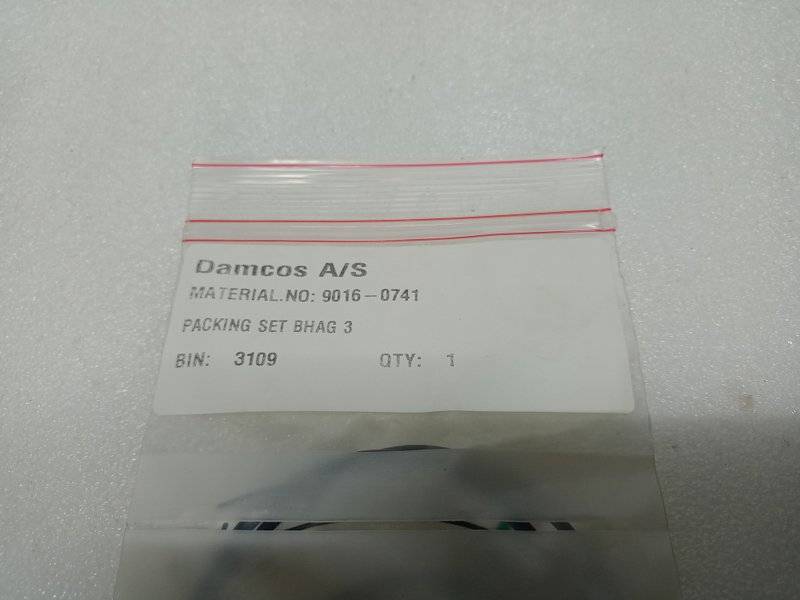 Damcos A/S
MATERIAL.NO: 9016-0741
PACKING SET BHAG 3
BIN: 3109 QTY: 1